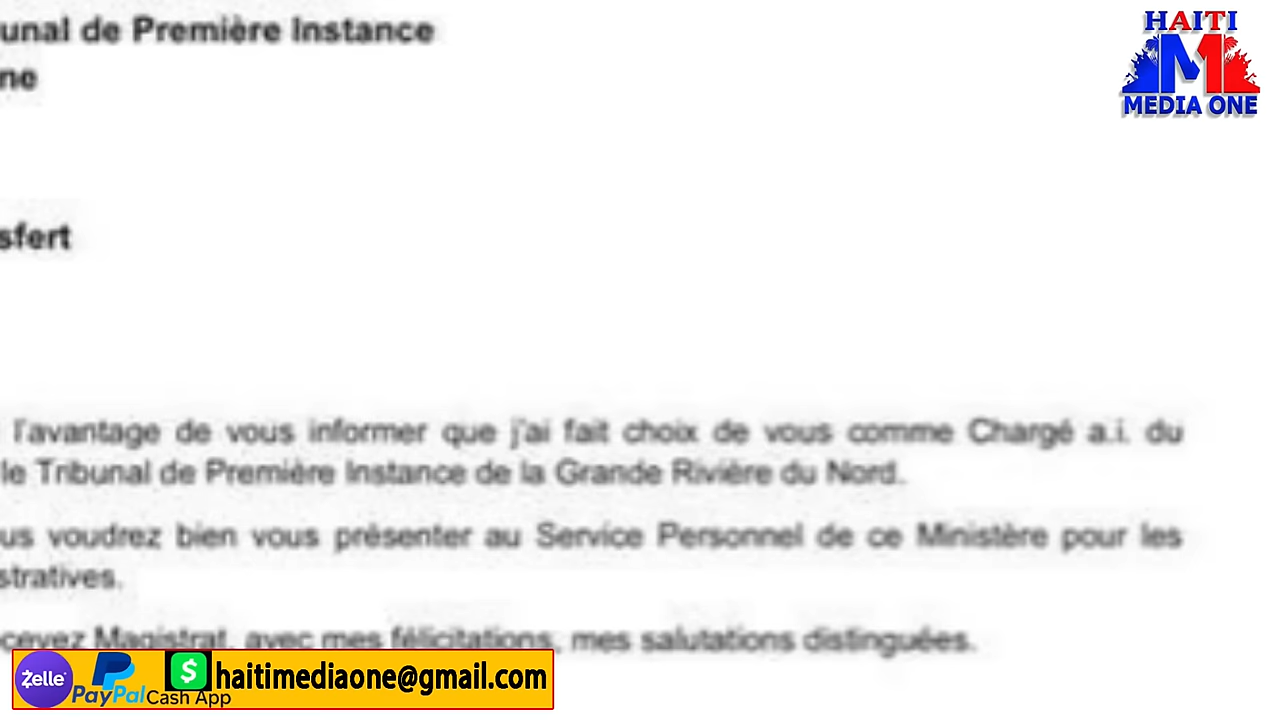 unal de Première Instance
ne
HAITI
M
MEDIA ONE
sfert
l'avantage de vous informer que j'ai fait choix de vous comme Chargé a.i. du
le Tribunal de Première Instance de la Grande Rivière du Nord.
us voudrez bien vous présenter au Service Personnel de ce Ministère pour les
stratives.
cevez Magistrat, avec mes félicitations, mes salutations distinguées.
Zelle
PayPal
$
Cash App
haitimediaone@gmail.com